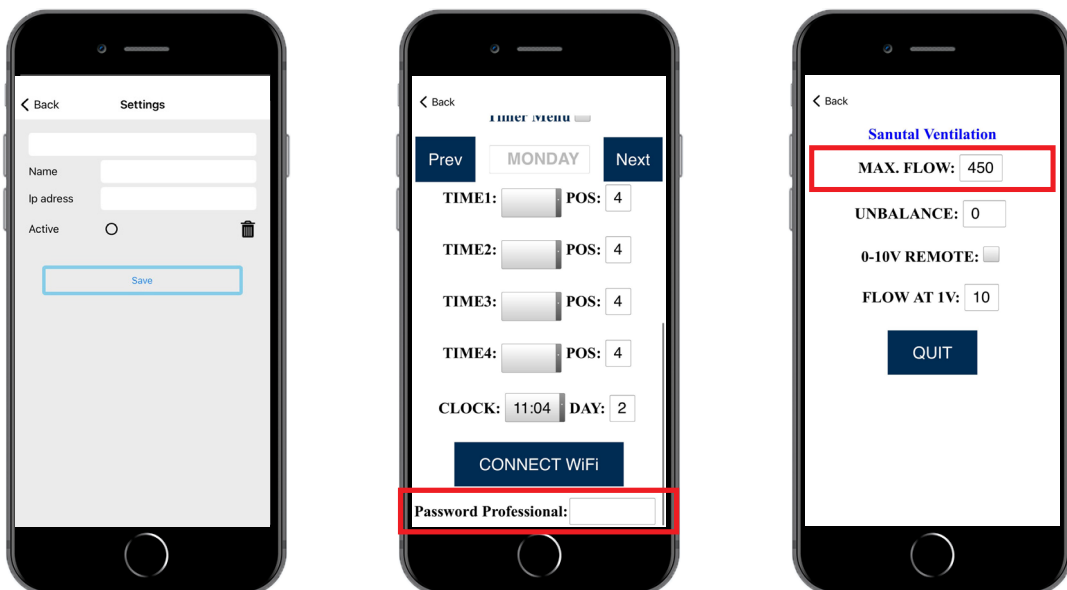 Back Settings
Name
Ip adress
Active
Save
Back
Timer Menu
Prev MONDAY Next
TIME1: POS: 4
TIME2: POS: 4
TIME3: POS: 4
TIME4: POS: 4
CLOCK: 11:04 DAY: 2
CONNECT WiFi
Password Professional:
Back
Sanutal Ventilation
MAX. FLOW: 450
UNBALANCE: 0
0-10V REMOTE:
FLOW AT 1V: 10
QUIT